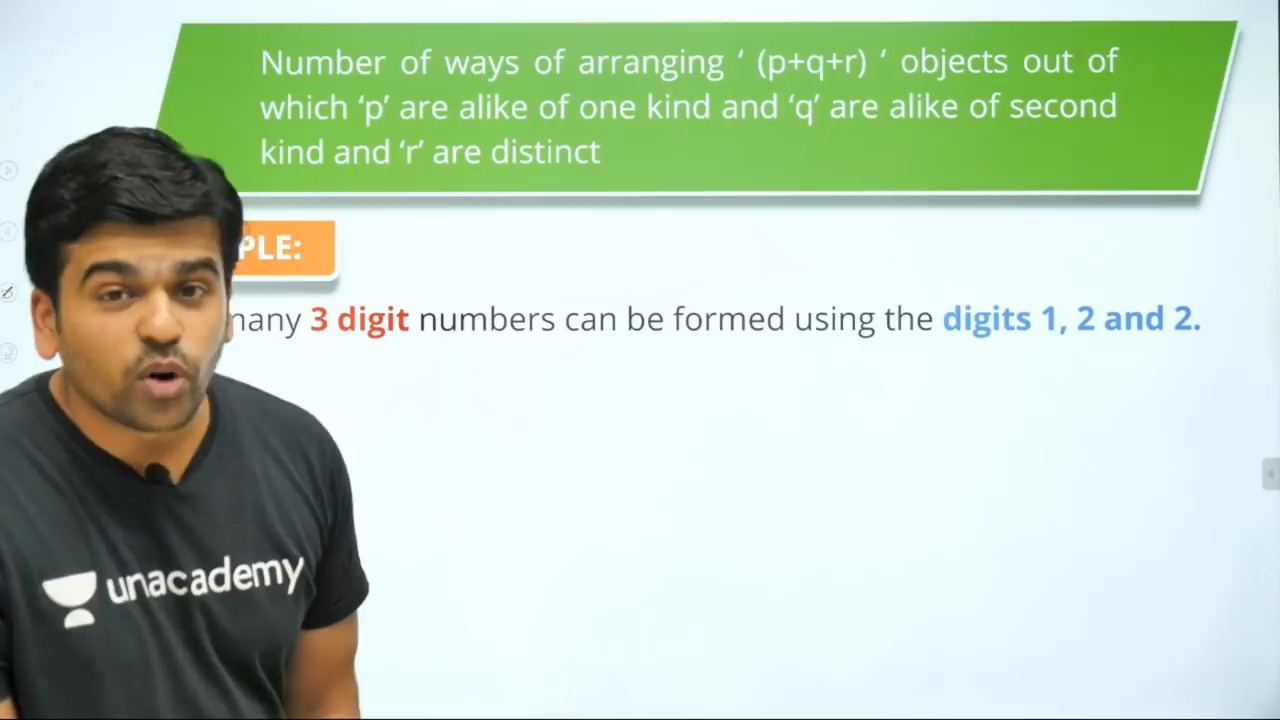 Number of ways of arranging ‘ (p+q+r) ‘ objects out of
which ‘p’ are alike of one kind and ‘q’ are alike of second
kind and ‘r’ are distinct
PLE:
many 3 digit numbers can be formed using the digits 1, 2 and 2.
unacademy